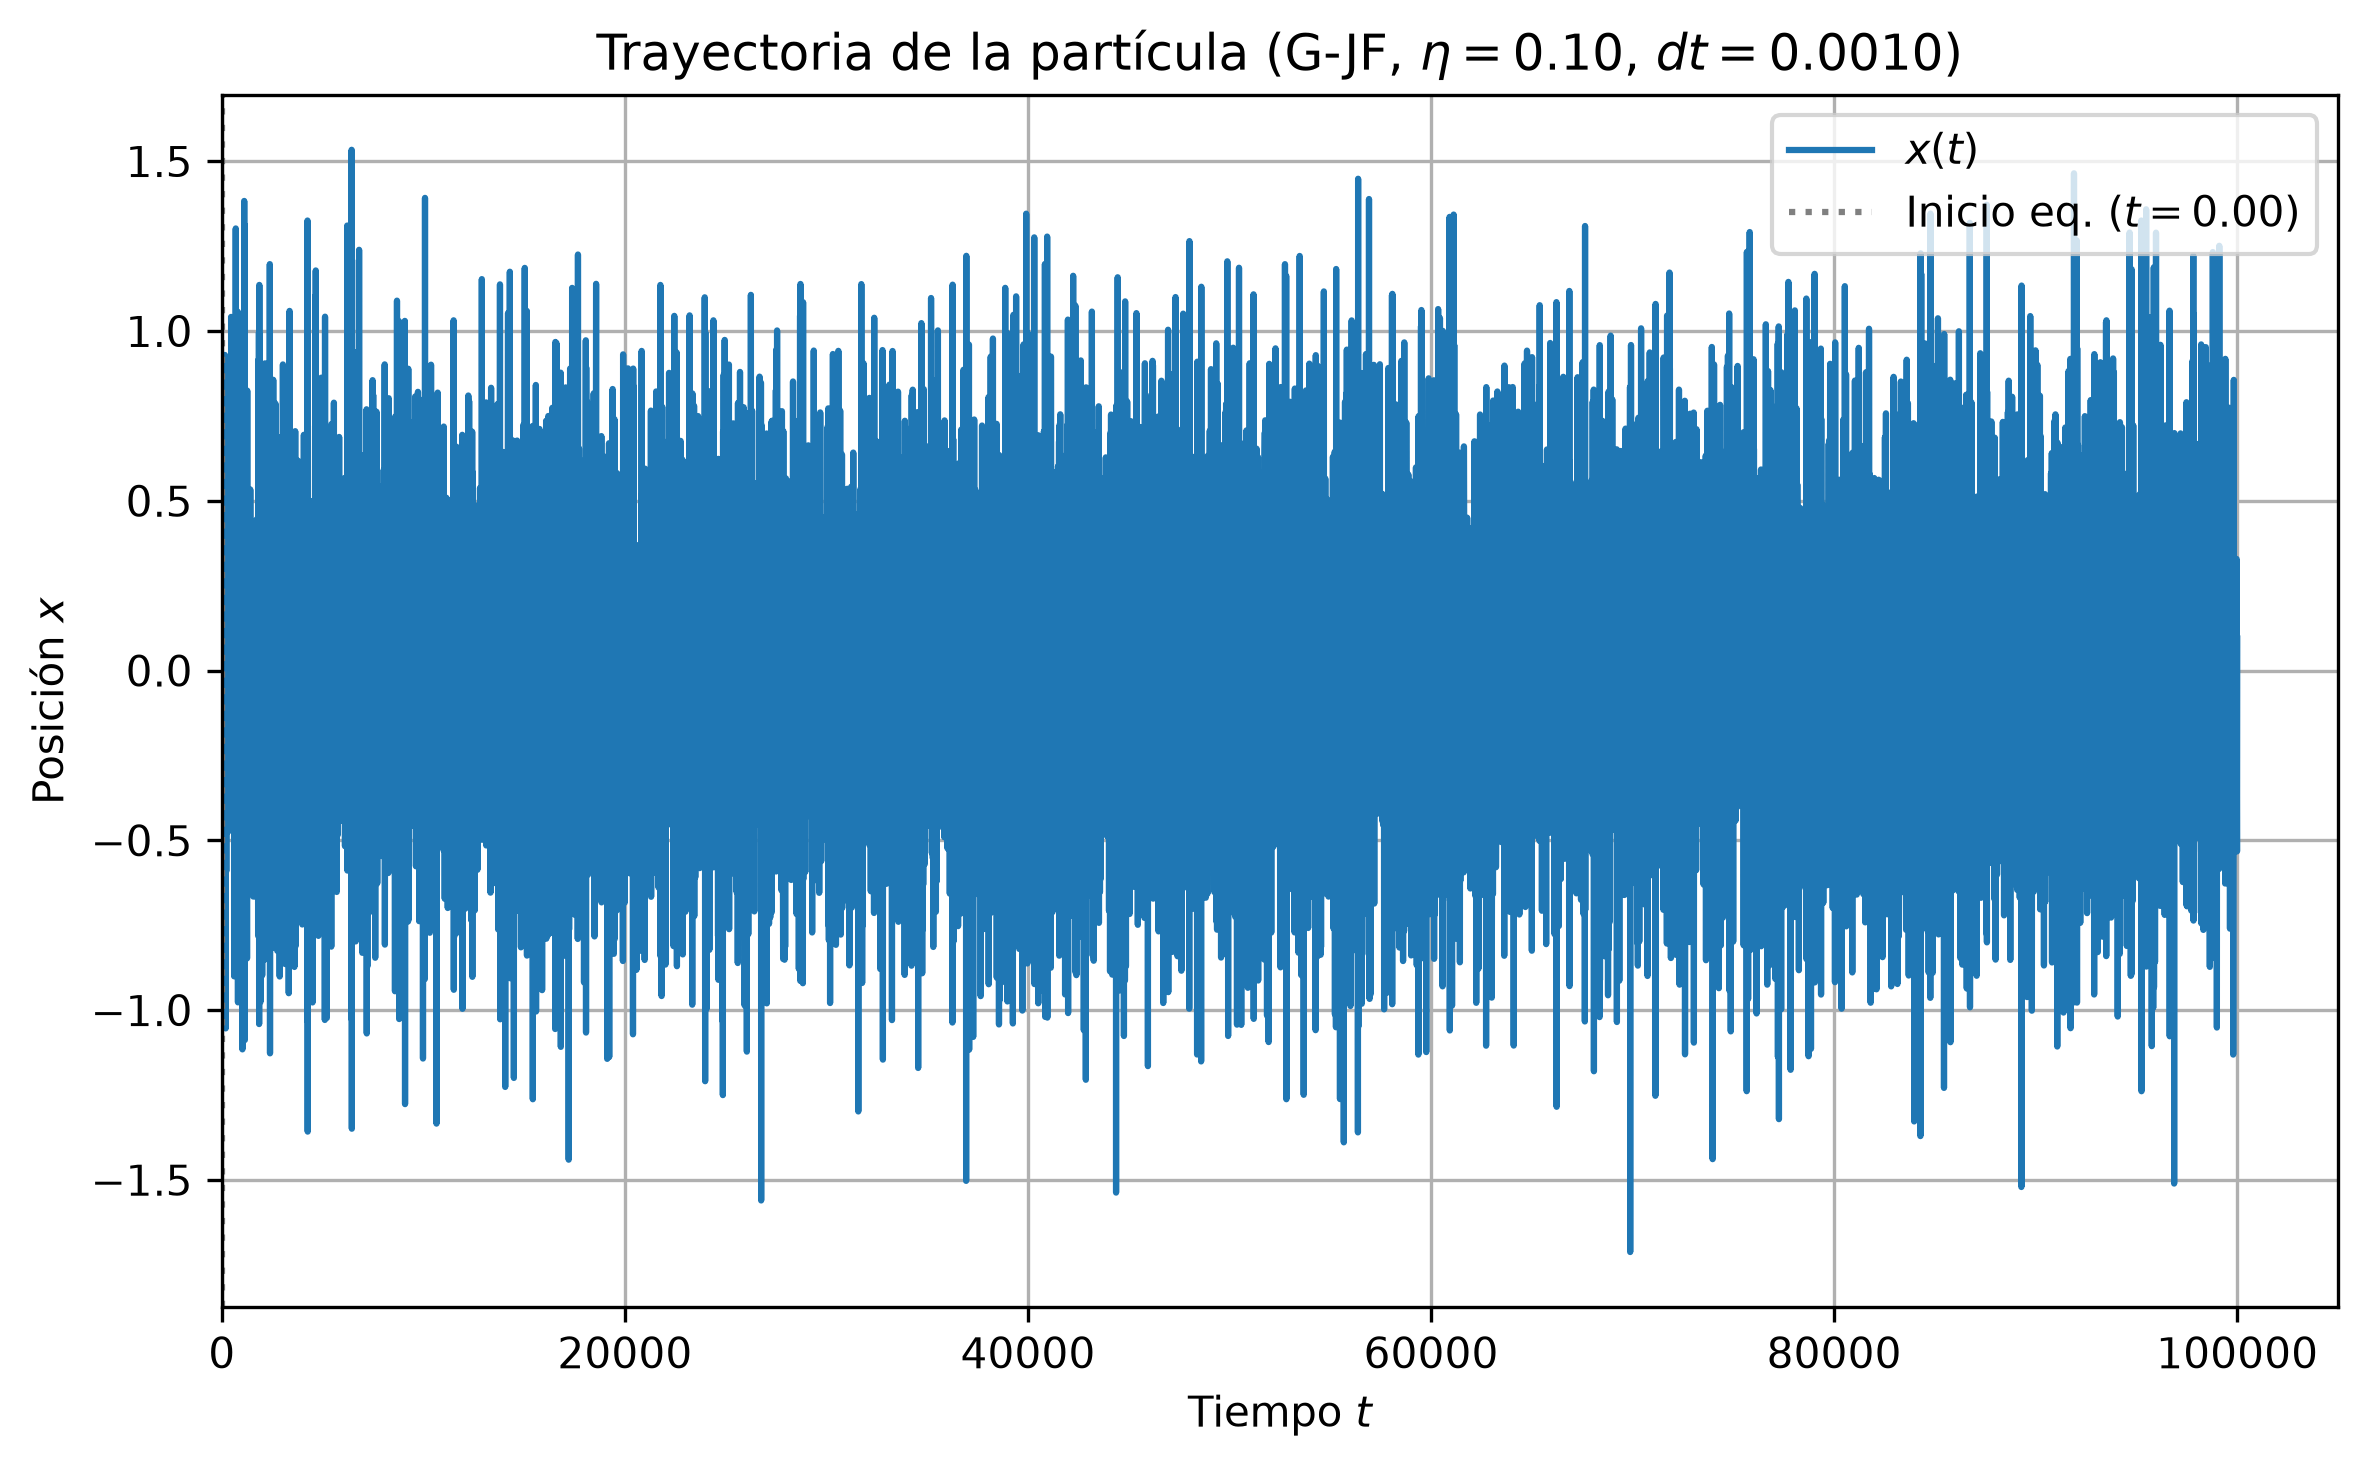 Trayectoria de la partícula (G-JF, η = 0.10, dt = 0.0010)
x(t)
Inicio eq. (t = 0.00)
1.5
1.0
0.5
0.0
−0.5
−1.0
−1.5
Posición x
0 20000 40000 60000 80000 100000
Tiempo t